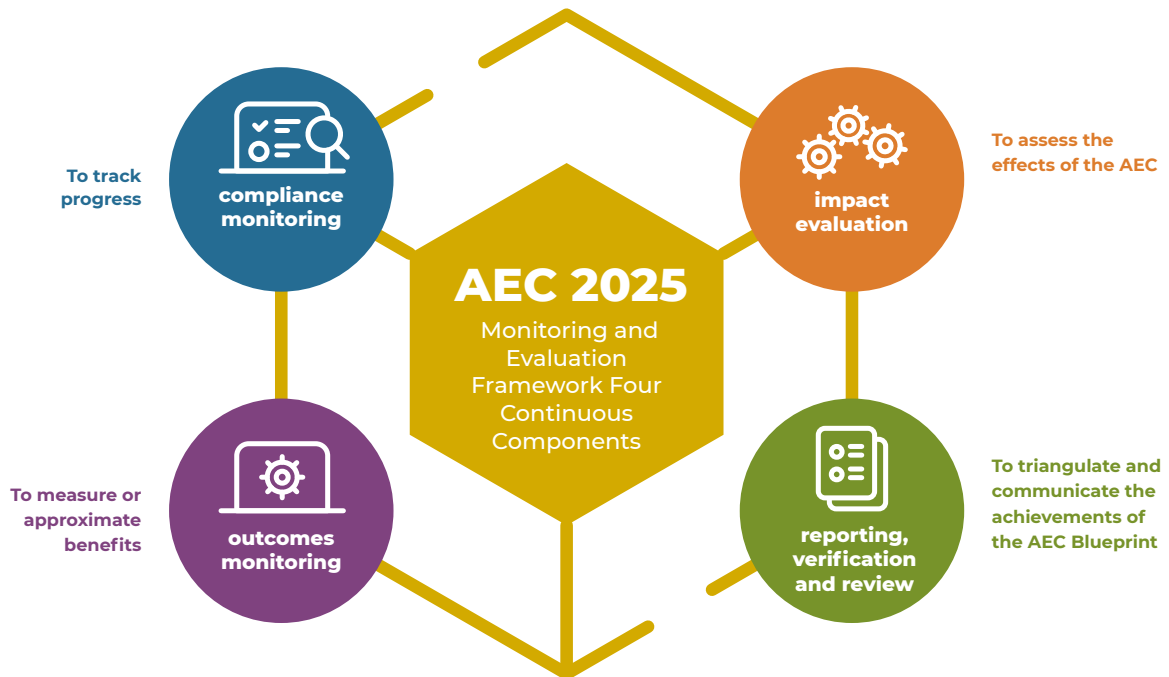 To track
progress
compliance
monitoring
AEC 2025
Monitoring and
Evaluation
Framework Four
Continuous
Components
impact
evaluation
To assess the
effects of the AEC
To measure or
approximate
benefits
outcomes
monitoring
reporting,
verification
and review
To triangulate and
communicate the
achievements of
the AEC Blueprint